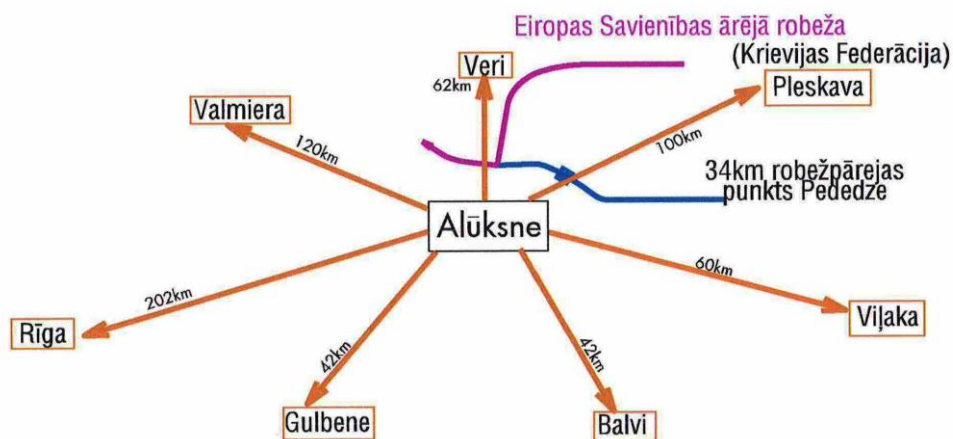 Eiropas Savienības ārējā robeža
(Krievijas Federācija)
Veri
62km
Pleskava
Valmiera
120km
100km
34km robežpārejas
punkts Pededze
Alūksne
60km
202km
Viļaka
Rīga
42km
42km
Gulbene
Balvi